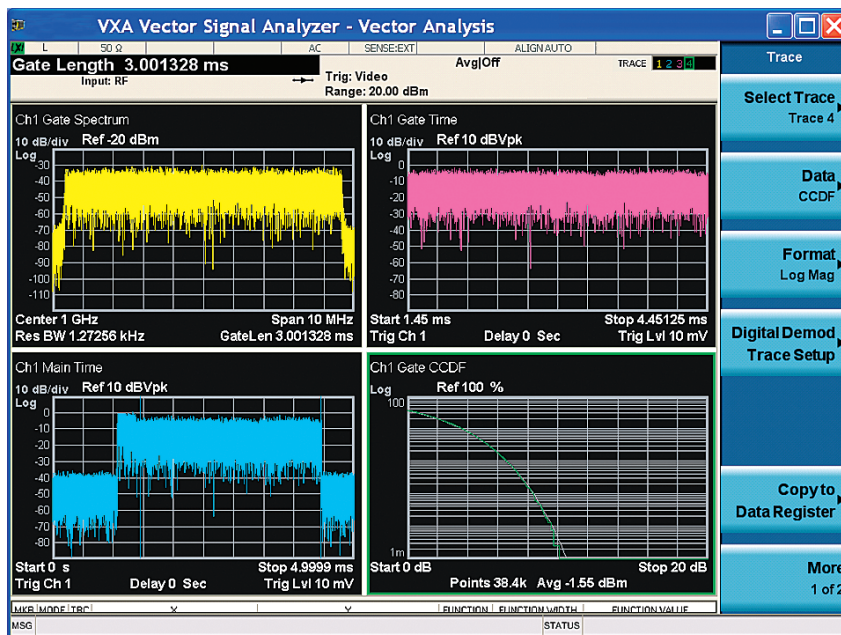 VXA Vector Signal Analyzer - Vector Analysis
LXI L 50 Ω AC SENSE:EXT ALIGN AUTO
Gate Length 3.001328 ms
Input: RF
Trig: Video
Range: 20.00 dBm
Avg|Off
TRACE 1 2 3 4
Ch1 Gate Spectrum
10 dB/div Ref -20 dBm
Log
-30
-40
-50
-60
-70
-80
-90
-100
-110
Center 1 GHz Span 10 MHz
Res BW 1.27256 kHz GateLen 3.001328 ms
Ch1 Gate Time
10 dB/div Ref 10 dBVpk
Log
0
-10
-20
-30
-40
-50
-60
-70
-80
Start 1.45 ms Stop 4.45125 ms
Trig Ch 1 Delay 0 Sec Trig Lvl 10 mV
Ch1 Main Time
10 dB/div Ref 10 dBVpk
Log
0
-10
-20
-30
-40
-50
-60
-70
-80
Start 0 s Stop 4.9999 ms
Trig Ch 1 Delay 0 Sec Trig Lvl 10 mV
Ch1 Gate CCDF
Log Ref 100 %
100
1m
Start 0 dB Stop 20 dB
Points 38.4k Avg -1.55 dBm
MKR MODE TRC X Y FUNCTION FUNCTION WIDTH FUNCTION VALUE
MSG STATUS
Trace
Select Trace
Trace 4
Data
CCDF
Format
Log Mag
Digital Demod
Trace Setup
Copy to
Data Register
More
1 of 2